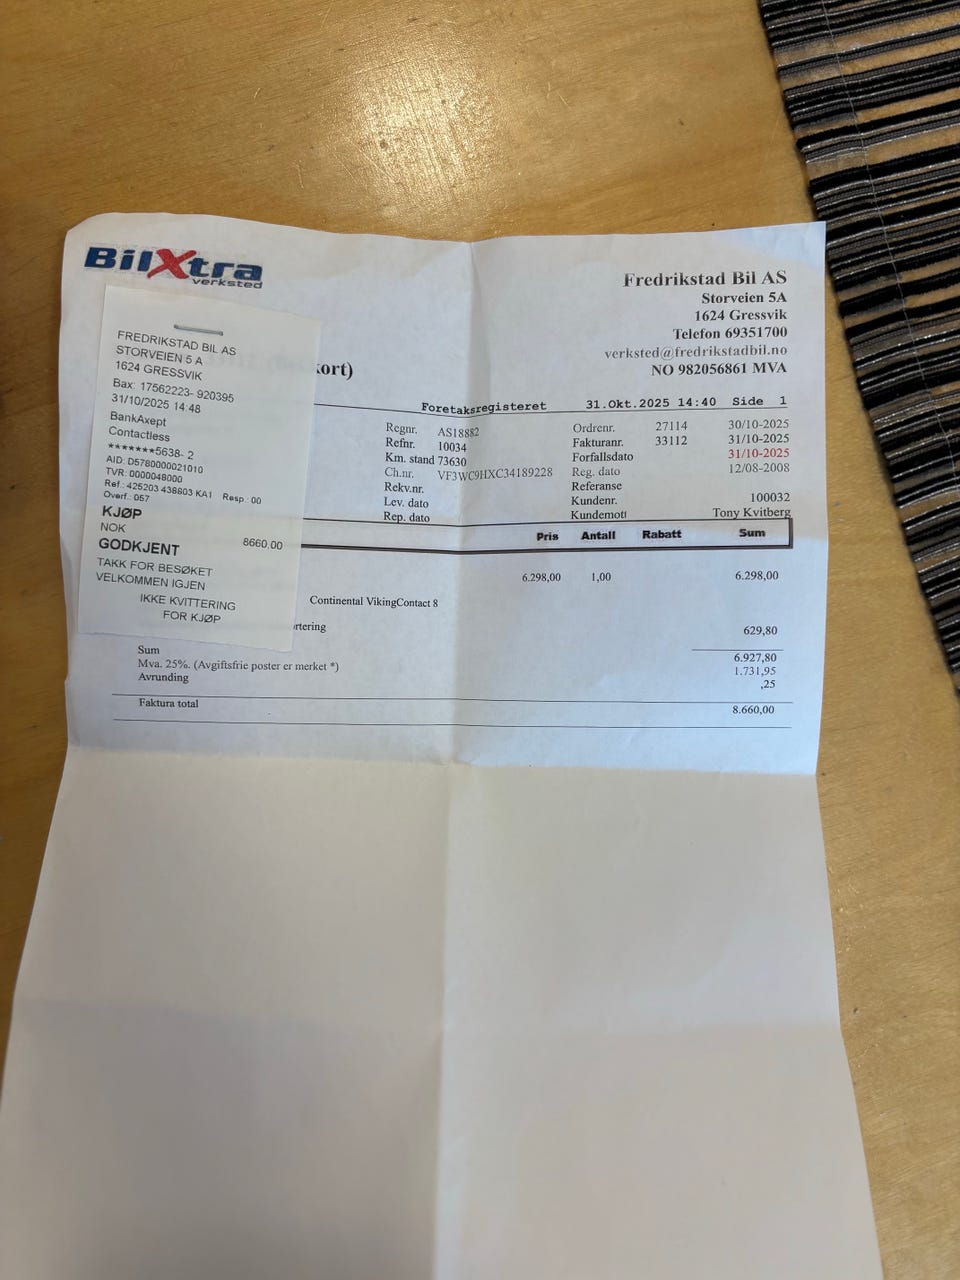 BilXtra
verksted
Fredrikstad Bil AS
Storveien 5A
1624 Gressvik
Telefon 69351700
verksted@fredrikstadbil.no
NO 982056861 MVA
FREDRIKSTAD BIL AS
STORVEIEN 5 A
1624 GRESSVIK
Bax: 17562223- 920395
31/10/2025 14:48
BankAxept
Contactless
*******5638- 2
AID: D5780000021010
TVR: 0000048000
Ref.: 425203 438803 KA1 Resp.: 00
Overf.: 057
KJØP
NOK 8660,00
GODKJENT
TAKK FOR BESØKET
VELKOMMEN IGJEN
IKKE KVITTERING
FOR KJØP
kort)
Foretaksregisteret 31.Okt.2025 14:40 Side 1
Regnr. AS18882
Refnr. 10034
Km. stand 73630
Ch.nr. VF3WC9HXC34189228
Rekv.nr.
Lev. dato
Rep. dato
Ordrenr. 27114 30/10-2025
Fakturanr. 33112 31/10-2025
Forfallsdato 31/10-2025
Reg. dato 12/08-2008
Referanse
Kundenr. 100032
Kundemott Tony Kvitberg
Pris Antall Rabatt Sum
6.298,00 1,00 6.298,00
Continental VikingContact 8
rtering 629,80
Sum 6.927,80
Mva. 25%. (Avgiftsfrie poster er merket *) 1.731,95
Avrunding ,25
Faktura total 8.660,00